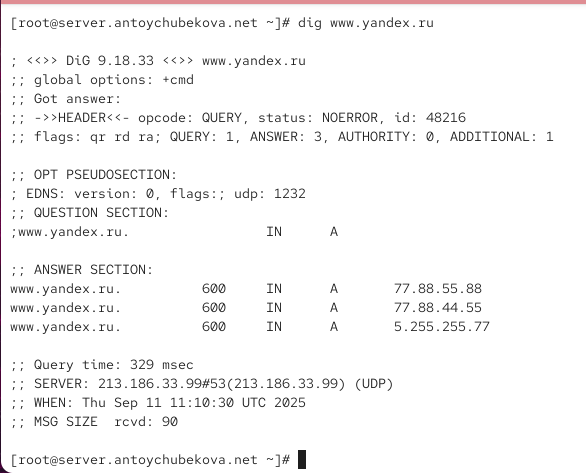 [root@server.antoychubekova.net ~]# dig www.yandex.ru
; <<>> DiG 9.18.33 <<>> www.yandex.ru
;; global options: +cmd
;; Got answer:
;; ->>HEADER<<- opcode: QUERY, status: NOERROR, id: 48216
;; flags: qr rd ra; QUERY: 1, ANSWER: 3, AUTHORITY: 0, ADDITIONAL: 1
;; OPT PSEUDOSECTION:
; EDNS: version: 0, flags:; udp: 1232
;; QUESTION SECTION:
;www.yandex.ru. IN A
;; ANSWER SECTION:
www.yandex.ru. 600 IN A 77.88.55.88
www.yandex.ru. 600 IN A 77.88.44.55
www.yandex.ru. 600 IN A 5.255.255.77
;; Query time: 329 msec
;; SERVER: 213.186.33.99#53(213.186.33.99) (UDP)
;; WHEN: Thu Sep 11 11:10:30 UTC 2025
;; MSG SIZE  rcvd: 90
[root@server.antoychubekova.net ~]#